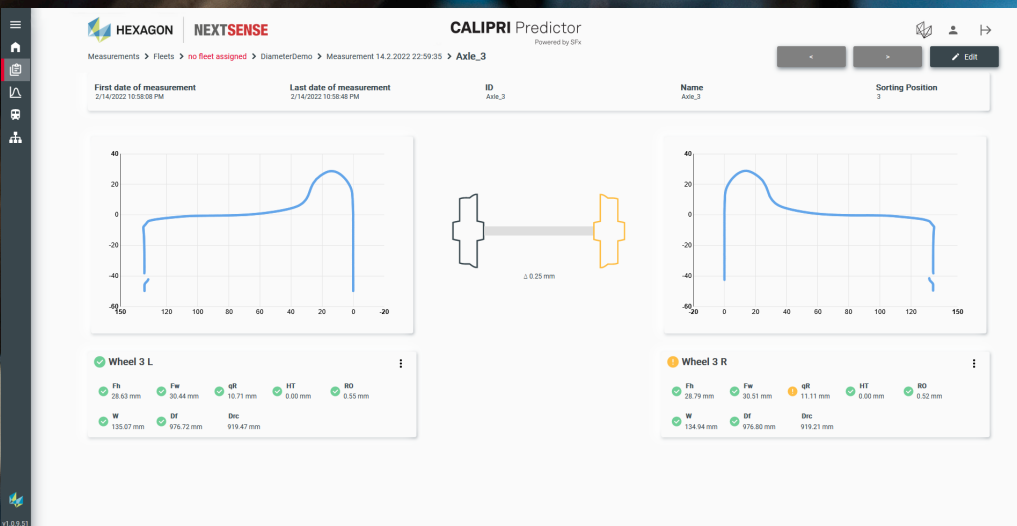 HEXAGON NEXTSENSE
CALIPRI Predictor
Powered by SFx
Measurements > Fleets > no fleet assigned > DiameterDemo > Measurement 14.2.2022 22:59:35 > Axle_3
< > Edit
First date of measurement Last date of measurement ID Name Sorting Position
2/14/2022 10:58:08 PM 2/14/2022 10:58:48 PM Axle_3 Axle_3 3
40
20
0
-20
-40
-60
150 120 100 80 60 40 20 0 -20
Δ 0.25 mm
40
20
0
-20
-40
-60
-20 0 20 40 60 80 100 120 150
Wheel 3 L
Fh Fw qR HT RO
28.63 mm 30.44 mm 10.71 mm 0.00 mm 0.55 mm
W Df Drc
135.07 mm 976.72 mm 919.47 mm
Wheel 3 R
Fh Fw qR HT RO
28.79 mm 30.51 mm 11.11 mm 0.00 mm 0.52 mm
W Df Drc
134.94 mm 976.80 mm 919.21 mm
v1.0.9.51